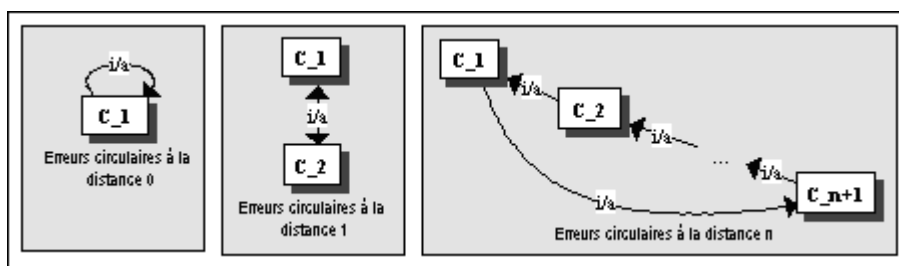 i/a
C_1
Erreurs circulaires à la
distance 0
C_1
i/a
C_2
Erreurs circulaires à la
distance 1
C_1
i/a
C_2
i/a
...
i/a
C_n+1
i/a
Erreurs circulaires à la distance n